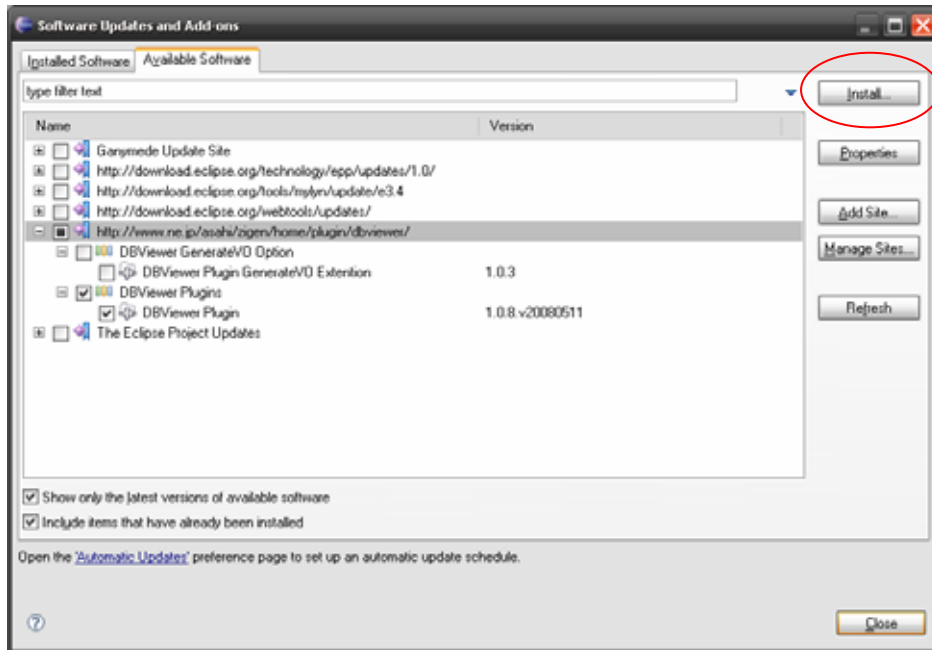 Software Updates and Add-ons
Installed Software Available Software
type filter text
Install...
Name Version
Ganymede Update Site
Properties
http://download.eclipse.org/technology/epp/updates/1.0/
http://download.eclipse.org/tools/mylyn/update/e3.4
http://download.eclipse.org/webtools/updates/
Add Site...
http://www.ne.jp/asahi/zigen/home/plugin/dbviewer/
DBViewer GenerateVO Option
Manage Sites...
DBViewer Plugin GenerateVO Extention 1.0.3
DBViewer Plugins
DBViewer Plugin 1.0.8.v20080511
Refresh
The Eclipse Project Updates
Show only the latest versions of available software
Include items that have already been installed
Open the 'Automatic Updates' preference page to set up an automatic update schedule.
?
Close